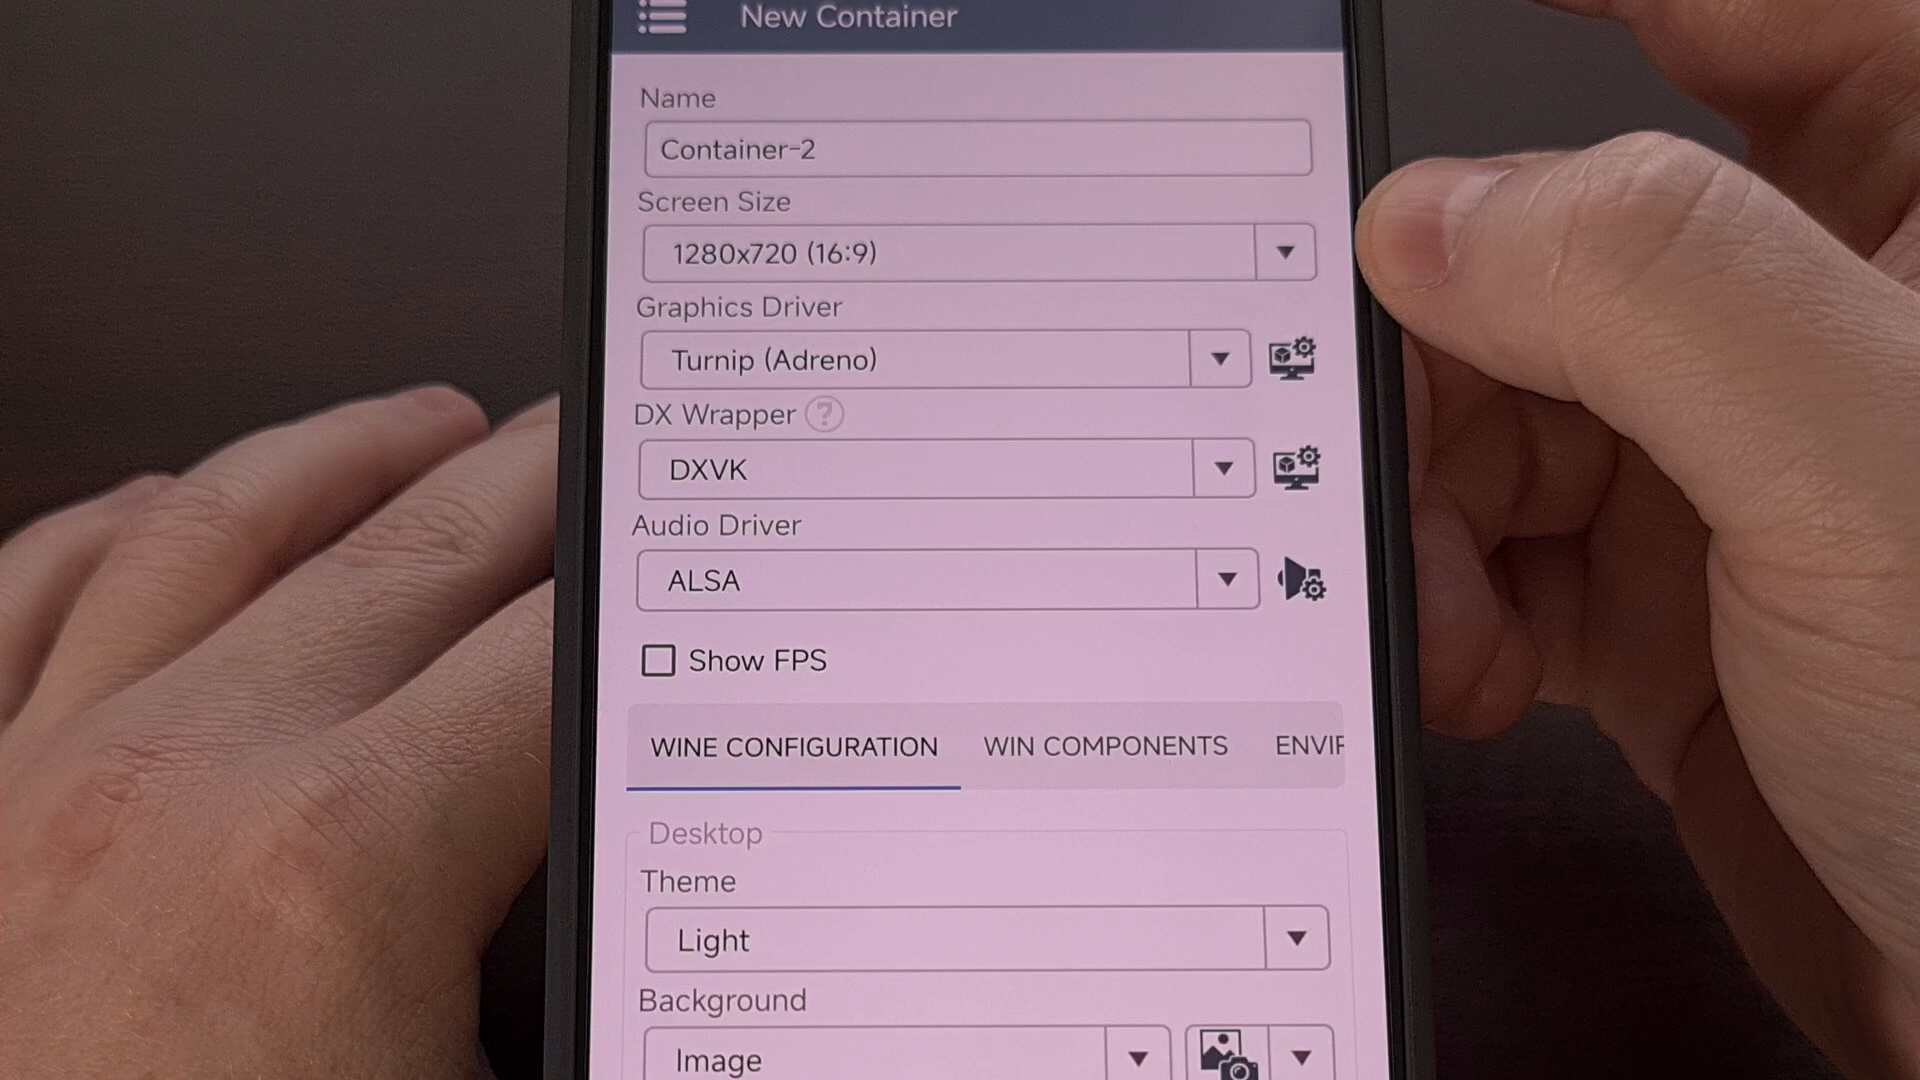 New Container
Name
Container-2
Screen Size
1280x720 (16:9)
Graphics Driver
Turnip (Adreno)
DX Wrapper ?
DXVK
Audio Driver
ALSA
Show FPS
WINE CONFIGURATION WIN COMPONENTS ENVIR
Desktop
Theme
Light
Background
Image